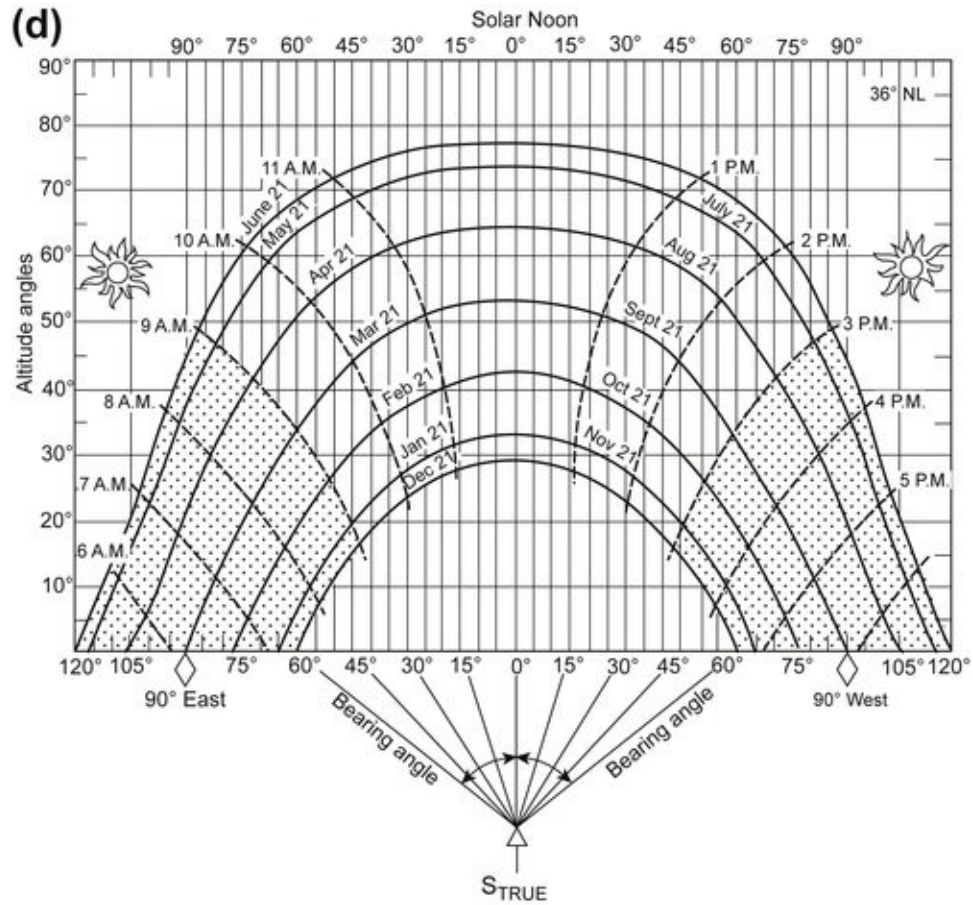 (d)
Solar Noon
90° 75° 60° 45° 30° 15° 0° 15° 30° 45° 60° 75° 90°
90°
36° NL
80°
11 A.M. 1 P.M.
70°
June 21 July 21
May 21
10 A.M. 2 P.M.
60°
Apr 21 Aug 21
Altitude angles
9 A.M. 3 P.M.
50°
Mar 21 Sept 21
40°
8 A.M. Feb 21 Oct 21 4 P.M.
30°
Jan 21 Nov 21
.7 A.M. Dec 21 5 P.M.
20°
.6 A.M.
10°
120° 105° 75° 60° 45° 30° 15° 0° 15° 30° 45° 60° 75° 105° 120°
90° East 90° West
Bearing angle Bearing angle
STRUE